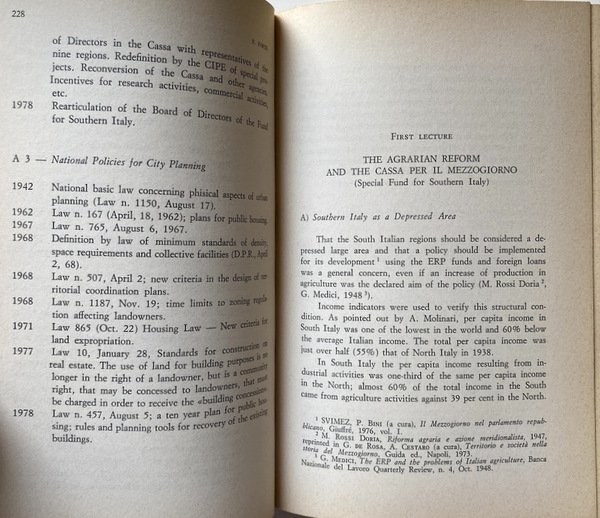 228
F. FORTE
of Directors in the Cassa with representatives of the
nine regions. Redefinition by the CIPE of special pro-
jects. Reconversion of the Cassa and other agencies.
Incentives for research activities, commercial activities,
etc.
1978 Rearticulation of the Board of Directors of the Fund
for Southern Italy.
A 3 — National Policies for City Planning
1942 National basic law concerning phisical aspects of urban
planning (Law n. 1150, August 17).
1962 Law n. 167 (April, 18, 1962); plans for public housing
1967 Law n. 765, August 6, 1967.
1968 Definition by law of minimum standards of density,
space requirements and collective facilities (D.P.R., April
2, 68).
1968 Law n. 507, April 2; new criteria in the design of ter-
ritorial coordination plans.
1968 Law n. 1187, Nov. 19; time limits to zoning regula-
tion affecting landowners.
1971 Law 865 (Oct. 22) Housing Law — New criteria for
land expropriation.
1977 Law 10, January 28, Standards for construction on
real estate. The use of land for building purposes is no
longer in the right of a landowner, but is a community
right, that may be concessed to landowners, that must
be charged in order to receive the «building concession»
1978 Law n. 457, August 5; a ten year plan for public hou-
sing; rules and planning tools for recovery of the existing
buildings.
FIRST LECTURE
THE AGRARIAN REFORM
AND THE CASSA PER IL MEZZOGIORNO
(Special Fund for Southern Italy)
A) Southern Italy as a Depressed Area
That the South Italian regions should be considered a de-
pressed large area and that a policy should be implemented
for its development 1 using the ERP funds and foreign loans
was a general concern, even if an increase of production in
agriculture was the declared aim of the policy (M. Rossi Doria 2,
G. Medici, 1948 3).
Income indicators were used to verify this structural con-
dition. As pointed out by A. Molinari, per capita income in
South Italy was one of the lowest in the world and 60% below
the average Italian income. The total per capita income was
just over half (55%) that of North Italy in 1938.
In South Italy the per capita income resulting from in-
dustrial activities was one-third of the same per capita income
in the North; almost 60% of the total income in the South
came from agriculture activities against 39 per cent in the North.
1 SVIMEZ, P. BINI (a cura), Il Mezzogiorno nel parlamento repub-
blicano, Giuffré, 1976, vol. I.
2 M. ROSSI DORIA, Riforma agraria e azione meridionalista, 1947,
reprinted in G. DE ROSA, A. CESTARO (a cura), Territorio e società nella
storia del Mezzogiorno, Guida ed., Napoli, 1973.
3 G. MEDICI, The ERP and the problems of Italian agriculture, Banca
Nazionale del Lavoro Quarterly Review, n. 4, Oct. 1948.